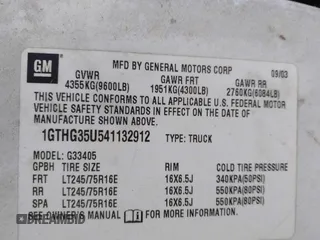 GM
MFD BY GENERAL MOTORS CORP 09/03
GVWR GAWR FRT GAWR RR
4355KG(9600LB) 1951KG(4300LB) 2760KG(6084LB)
THIS VEHICLE CONFORMS TO ALL APPLICABLE U.S. FEDERAL MOTOR
VEHICLE SAFETY STANDARDS IN EFFECT ON THE DATE OF
MANUFACTURE SHOWN ABOVE.
1GTHG35U541132912 TYPE: TRUCK
MODEL: G33405
GPBH TIRE SIZE RIM COLD TIRE PRESSURE
FRT LT245/75R16E 16X6.5J 340KPA(50PSI)
RR LT245/75R16E 16X6.5J 550KPA(80PSI)
SPA LT245/75R16E 16X6.5J 550KPA(80PSI)
SEE OWNER'S MANUAL FOR MORE INFORMATION.